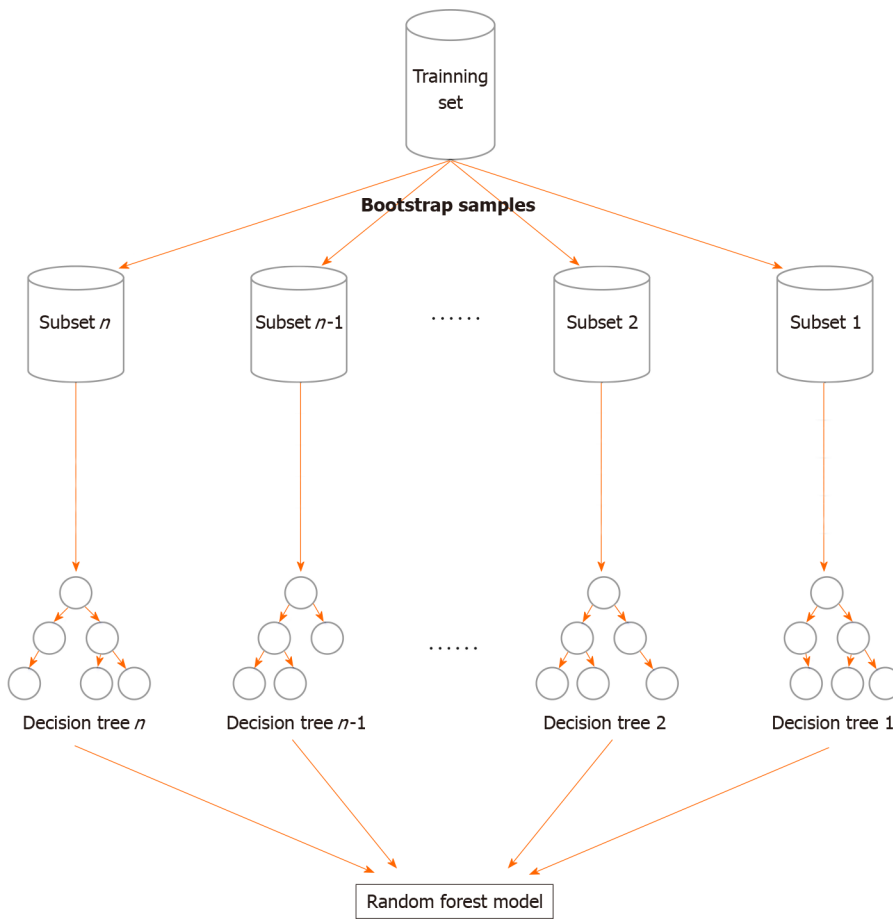 Trainning
set
Bootstrap samples
Subset n
Subset n-1
......
Subset 2
Subset 1
......
Decision tree n
Decision tree n-1
Decision tree 2
Decision tree 1
Random forest model